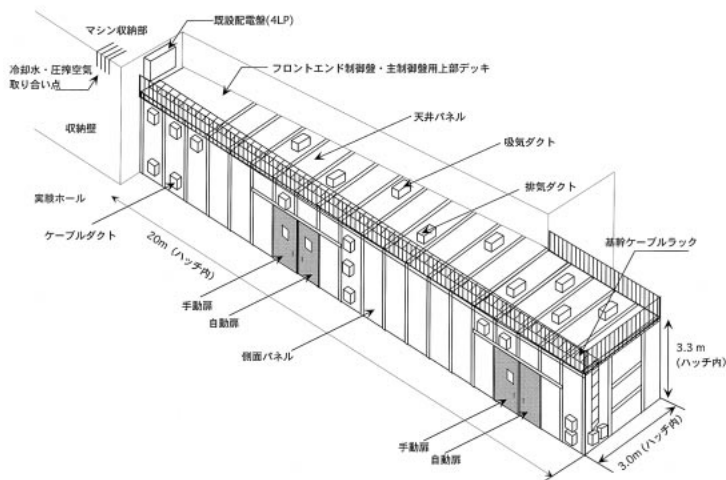 既設配電盤(4LP)
マシン収納部
冷却水・圧搾空気
取り合い点
フロントエンド制御盤・主制御盤用上部デッキ
収納壁
天井パネル
吸気ダクト
排気ダクト
実験ホール
ケーブルダクト
基幹ケーブルラック
20m (ハッチ内)
手動扉
自動扉
側面パネル
3.3 m
(ハッチ内)
手動扉
自動扉
3.0m (ハッチ内)